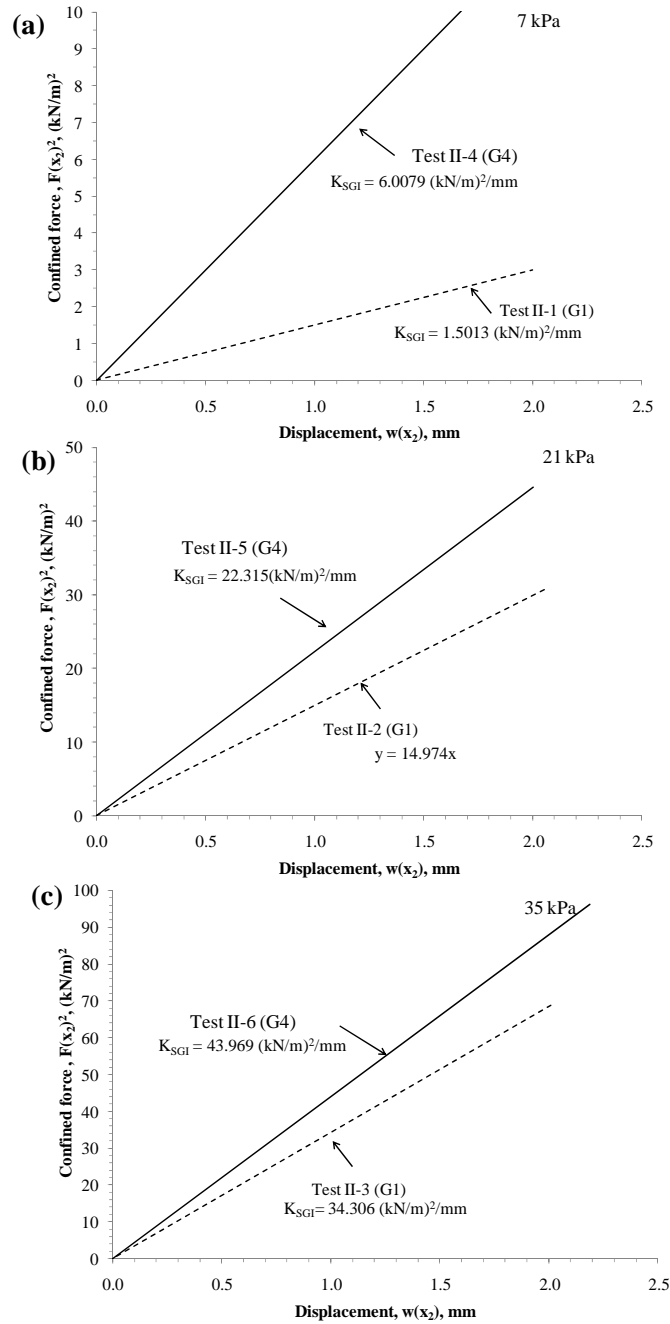 (a)
7 kPa
Confined force , F(x₂)², (kN/m)²
10
9
8
7
6
5
4
3
2
1
0
Test II-4 (G4)
K_SGI = 6.0079 (kN/m)²/mm
Test II-1 (G1)
K_SGI = 1.5013 (kN/m)²/mm
0.0 0.5 1.0 1.5 2.0 2.5
Displacement, w(x₂), mm
(b)
21 kPa
Confined force , F(x₂)², (kN/m)²
50
40
30
20
10
0
Test II-5 (G4)
K_SGI = 22.315(kN/m)²/mm
Test II-2 (G1)
y = 14.974x
0.0 0.5 1.0 1.5 2.0 2.5
Displacement, w(x₂), mm
(c)
35 kPa
Confined force , F(x₂)², (kN/m)²
100
90
80
70
60
50
40
30
20
10
0
Test II-6 (G4)
K_SGI = 43.969 (kN/m)²/mm
Test II-3 (G1)
K_SGI= 34.306 (kN/m)²/mm
0.0 0.5 1.0 1.5 2.0 2.5
Displacement, w(x₂), mm